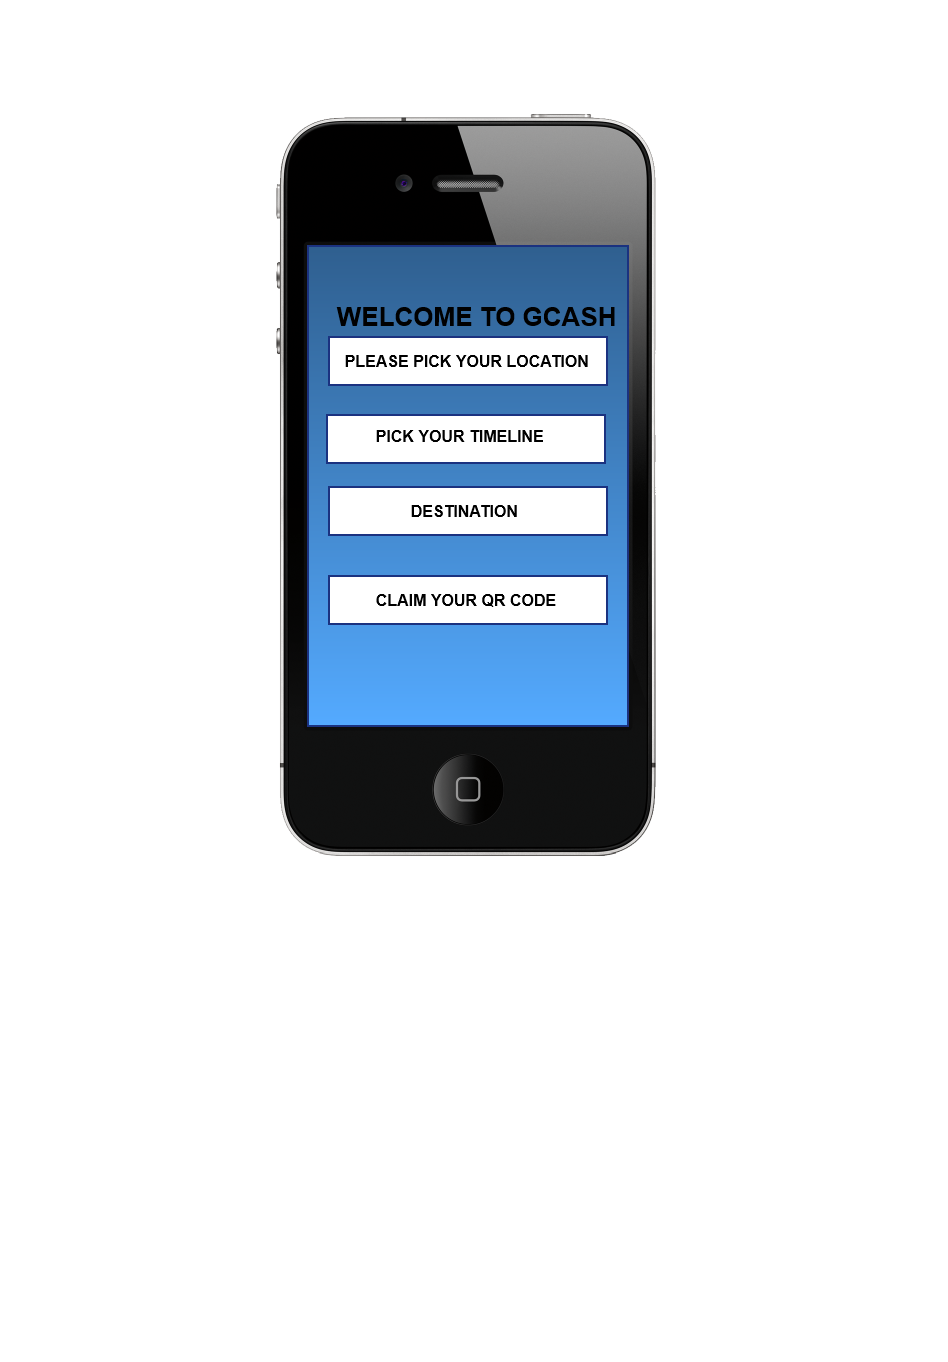 WELCOME TO GCASH
PLEASE PICK YOUR LOCATION
PICK YOUR TIMELINE
DESTINATION
CLAIM YOUR QR CODE